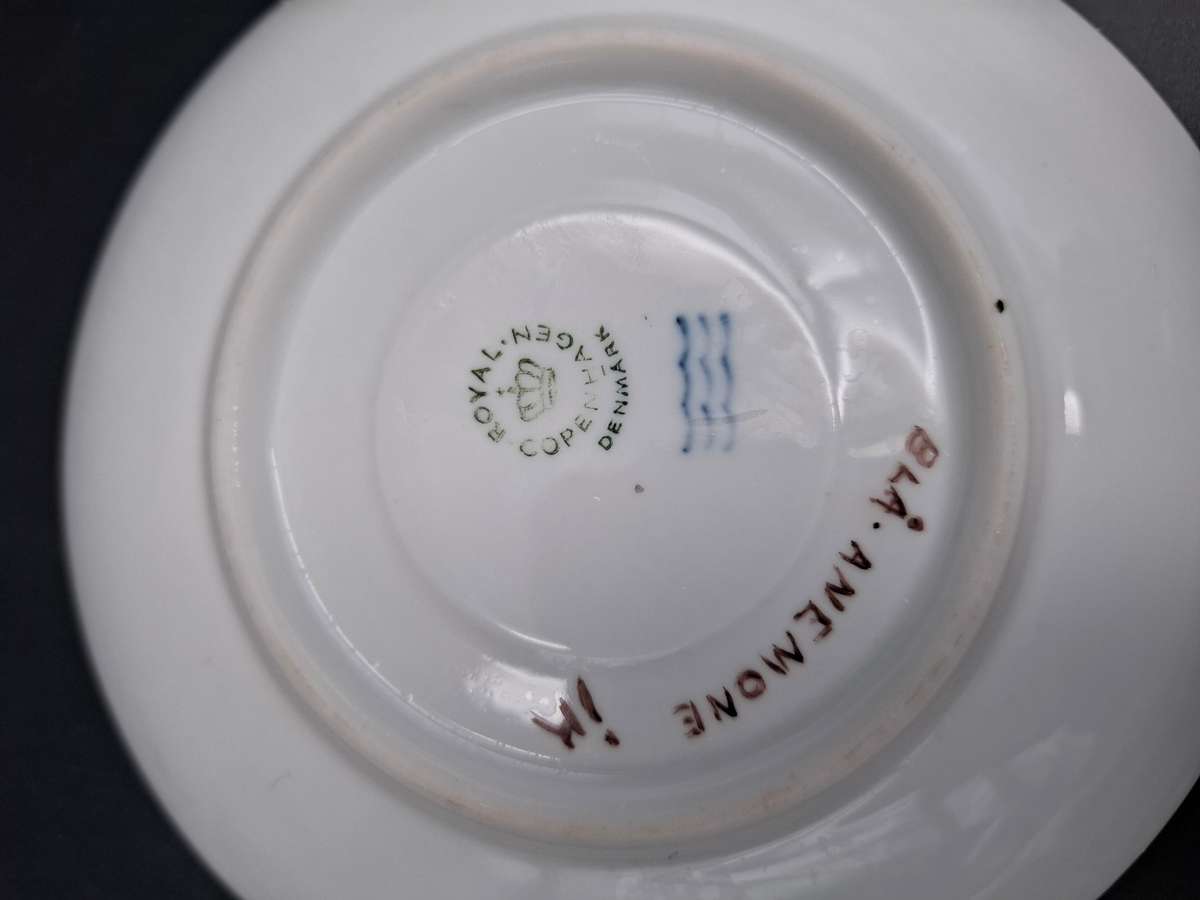 ROYAL. COPENHAGEN
DENMARK
BLÅ. ANEMONE